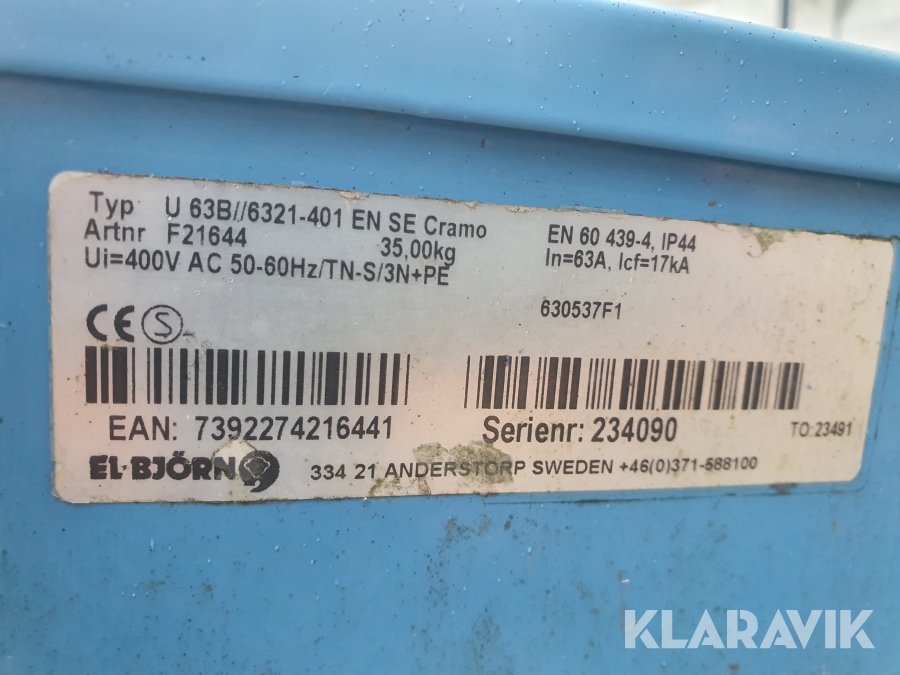 Typ U 63B//6321-401 EN SE Cramo
Artnr F21644 35,00kg
Ui=400V AC 50-60Hz/TN-S/3N+PE
EN 60 439-4, IP44
In=63A, Icf=17kA
630537F1
CE S
EAN: 7392274216441
Serienr: 234090
TO:23491
EL-BJÖRN
334 21 ANDERSTORP SWEDEN +46(0)371-588100
KLARAVIK